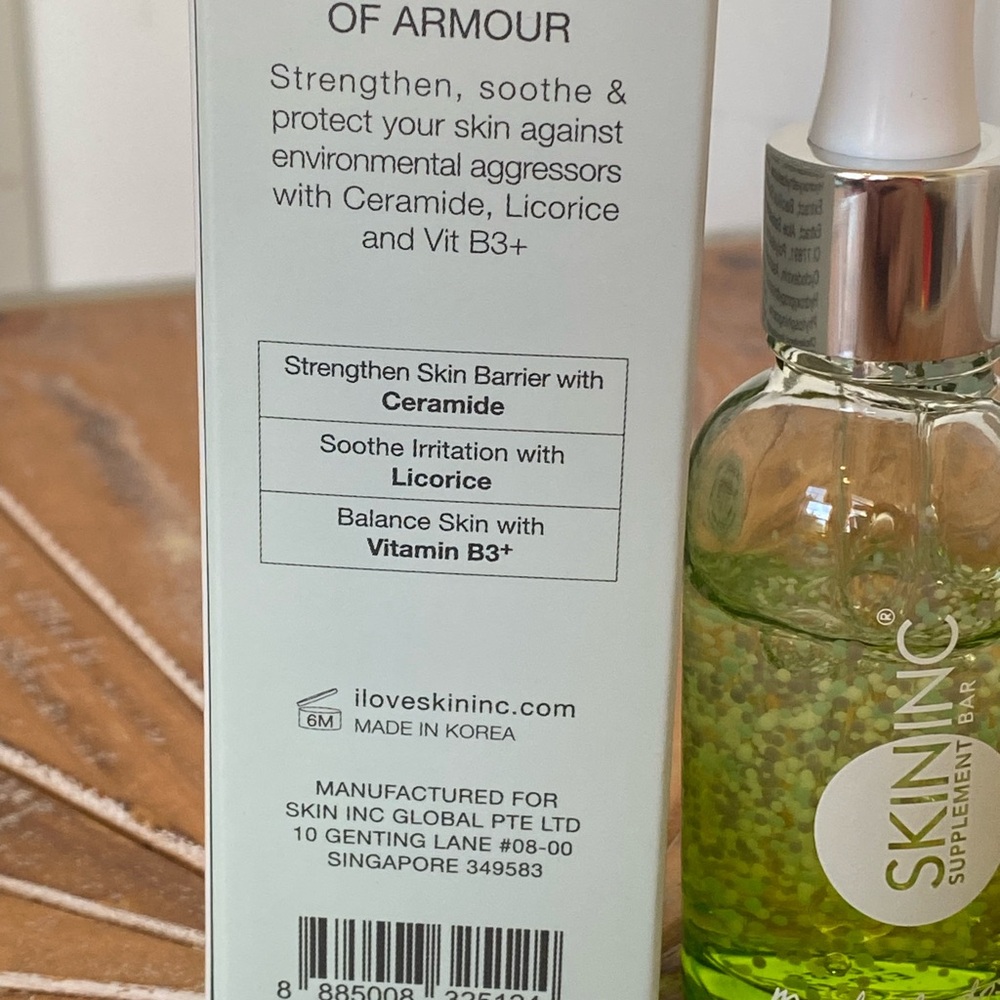 OF ARMOUR
Strengthen, soothe &
protect your skin against
environmental aggressors
with Ceramide, Licorice
and Vit B3+
Strengthen Skin Barrier with
Ceramide
Soothe Irritation with
Licorice
Balance Skin with
Vitamin B3+
6M
iloveskininc.com
MADE IN KOREA
MANUFACTURED FOR
SKIN INC GLOBAL PTE LTD
10 GENTING LANE #08-00
SINGAPORE 349583
8 885008
SKIN INC®
SUPPLEMENT BAR